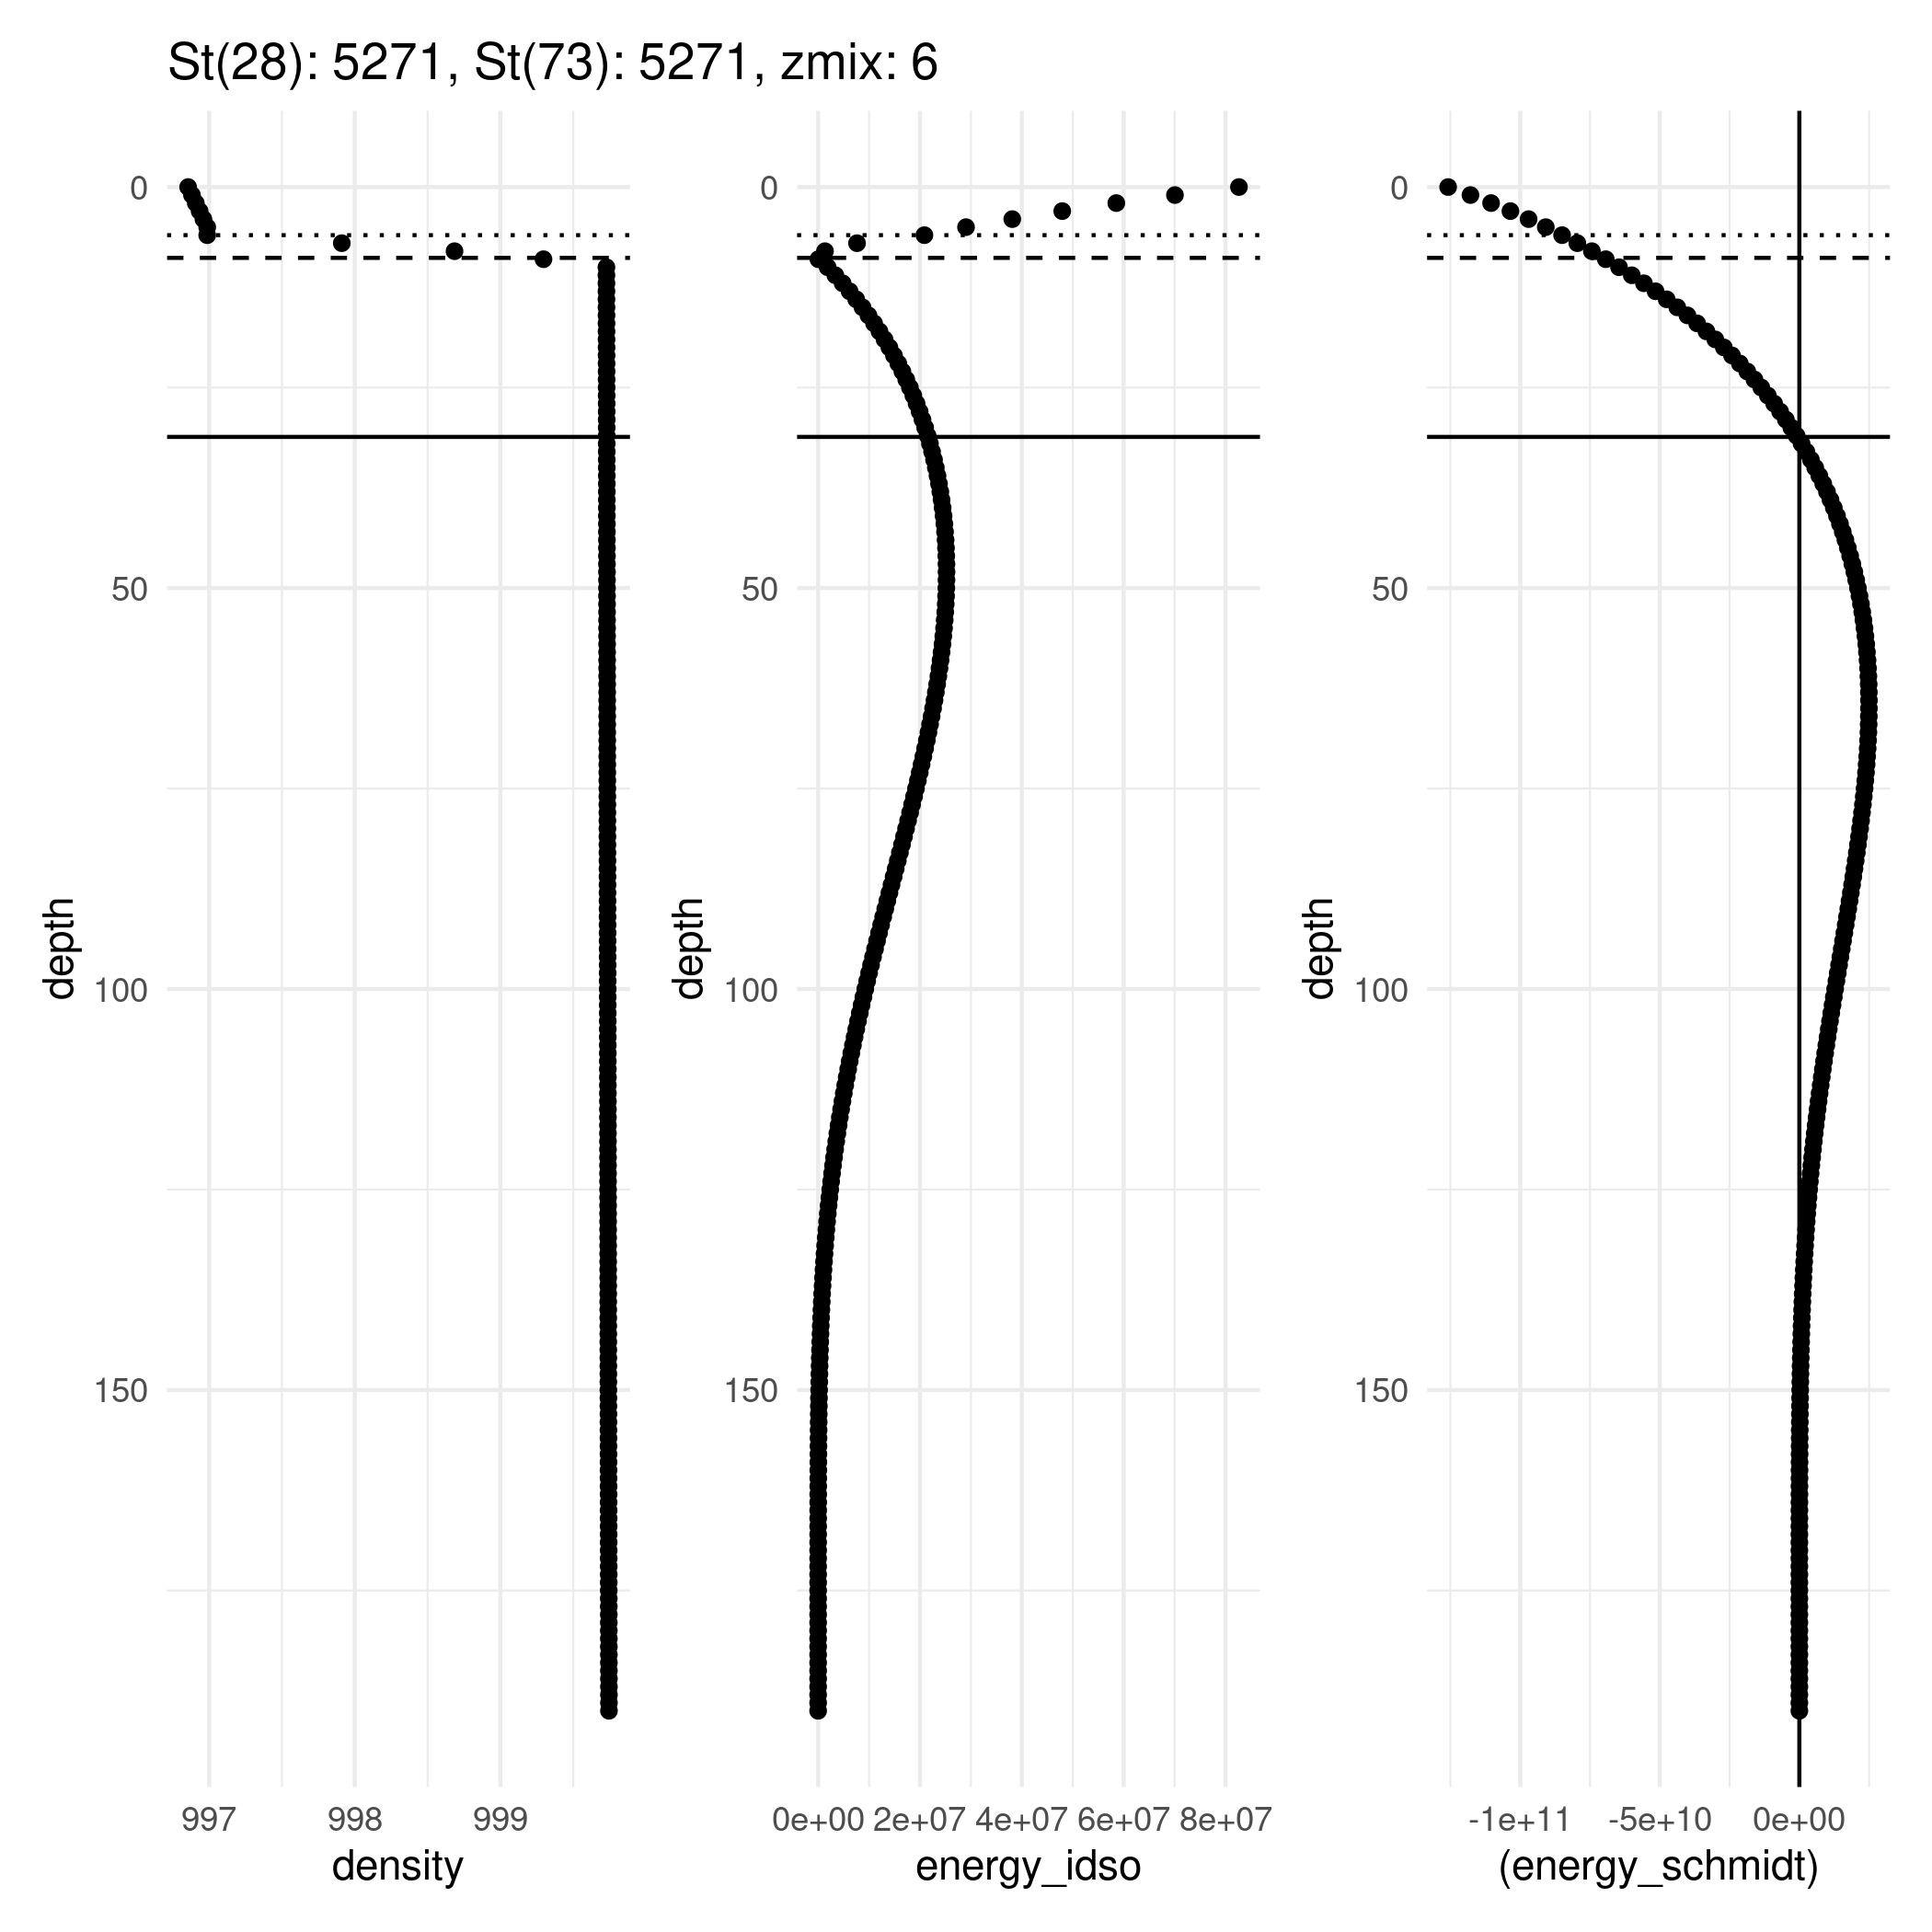 St(28): 5271, St(73): 5271, zmix: 6
0
50
100
150
depth
997 998 999
density
0
50
100
150
depth
0e+00 2e+07 4e+07 6e+07 8e+07
energy_idso
0
50
100
150
depth
-1e+11 -5e+10 0e+00
(energy_schmidt)